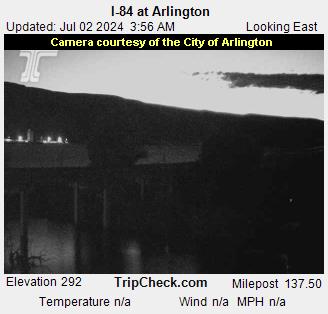 I-84 at Arlington
Updated: Jul 02 2024 3:56 AM Looking East
Camera courtesy of the City of Arlington
Elevation 292 TripCheck.com Milepost 137.50
Temperature n/a Wind n/a MPH n/a